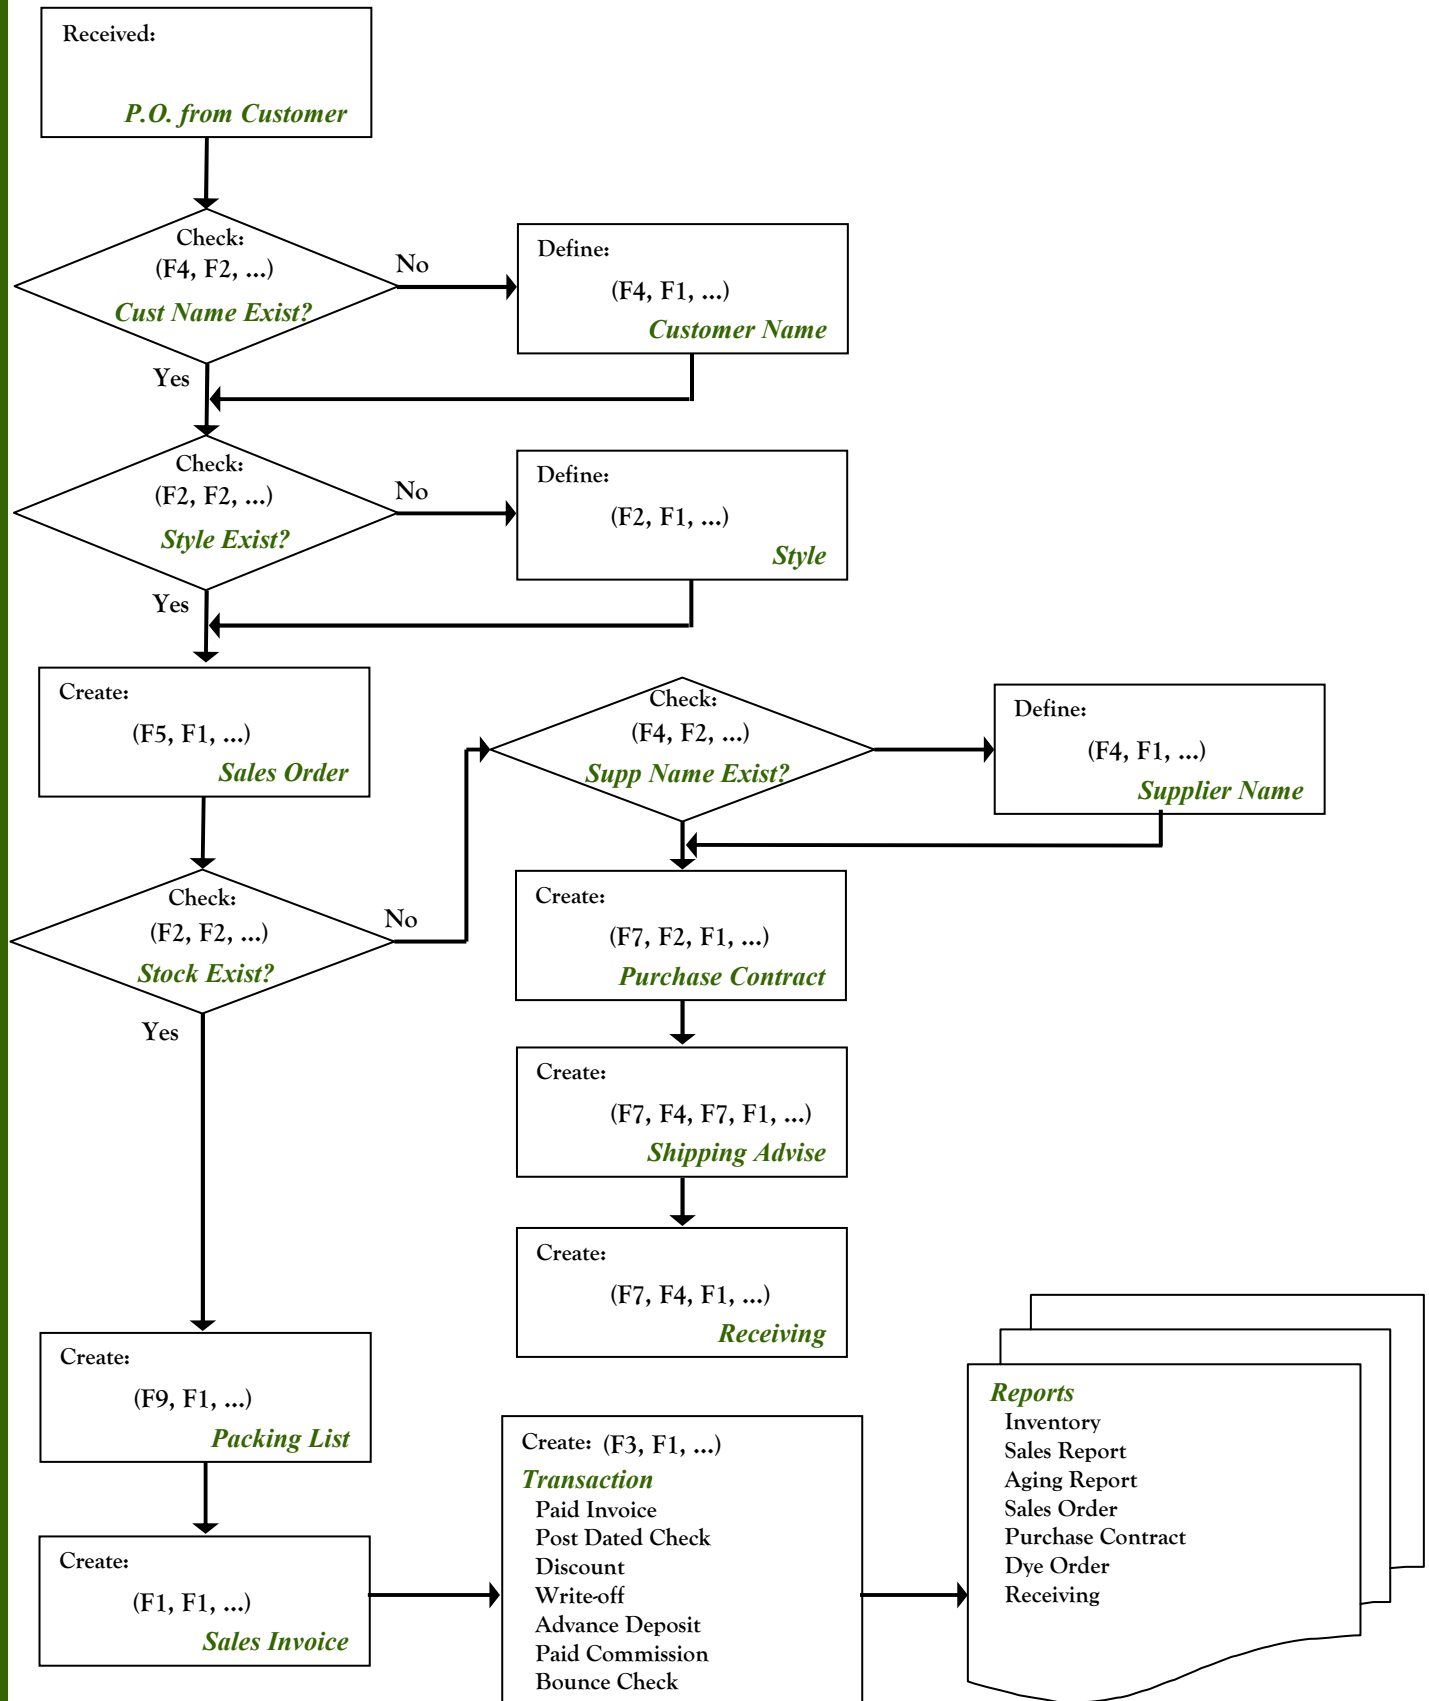 Received:
P.O. from Customer
Check:
(F4, F2, ...)
Cust Name Exist?
No
Define:
(F4, F1, ...)
Customer Name
Yes
Check:
(F2, F2, ...)
Style Exist?
No
Define:
(F2, F1, ...)
Style
Yes
Create:
(F5, F1, ...)
Sales Order
Check:
(F4, F2, ...)
Supp Name Exist?
Define:
(F4, F1, ...)
Supplier Name
Check:
(F2, F2, ...)
Stock Exist?
No
Yes
Create:
(F7, F2, F1, ...)
Purchase Contract
Create:
(F7, F4, F7, F1, ...)
Shipping Advise
Create:
(F7, F4, F1, ...)
Receiving
Create:
(F9, F1, ...)
Packing List
Create:
(F1, F1, ...)
Sales Invoice
Create: (F3, F1, ...)
Transaction
Paid Invoice
Post Dated Check
Discount
Write-off
Advance Deposit
Paid Commission
Bounce Check
Reports
Inventory
Sales Report
Aging Report
Sales Order
Purchase Contract
Dye Order
Receiving